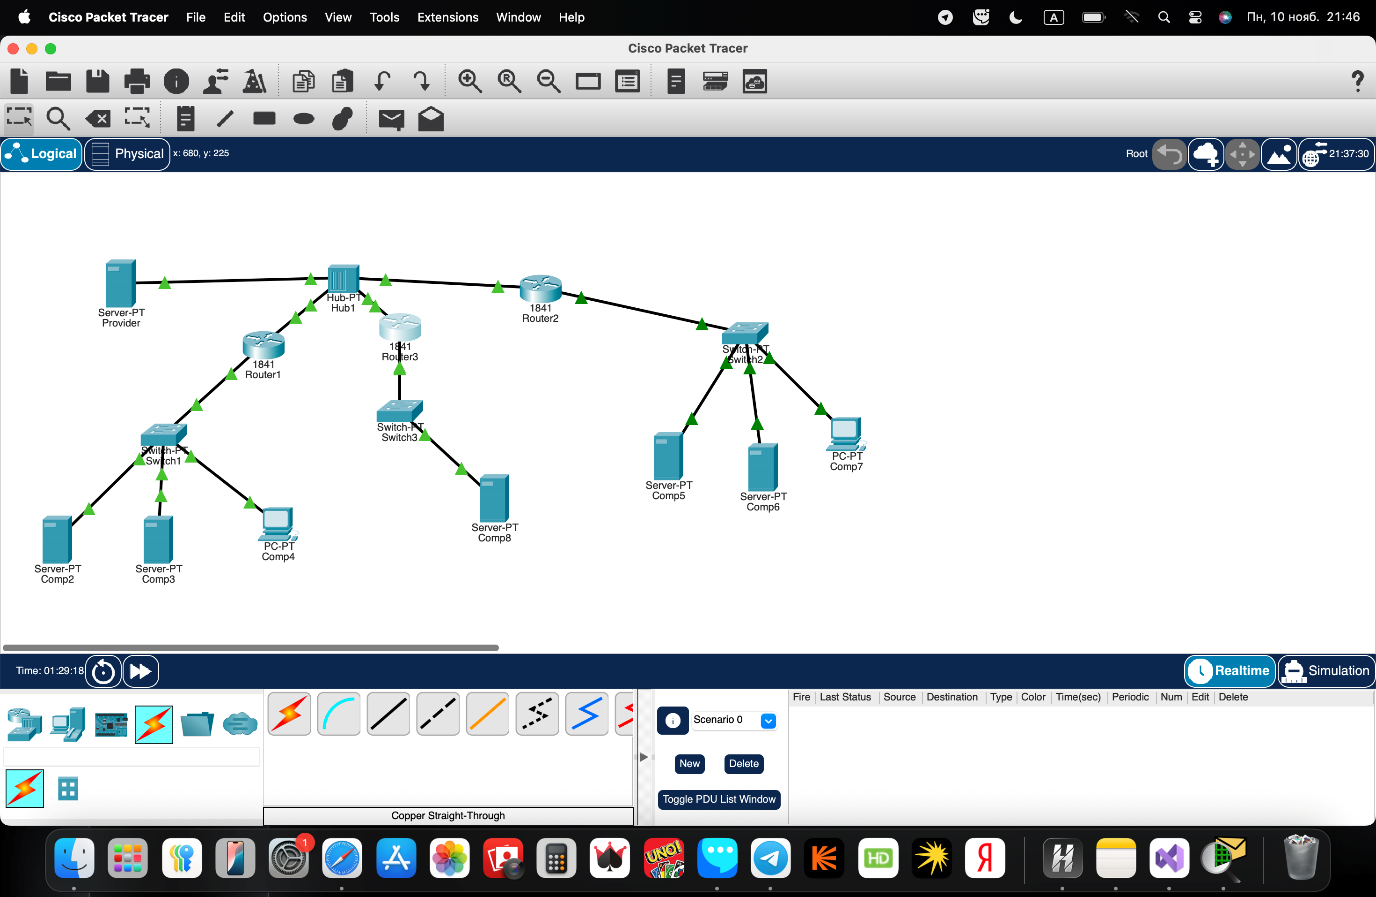 Cisco Packet Tracer File Edit Options View Tools Extensions Window Help A Пн, 10 нояб. 21:46
Cisco Packet Tracer
Logical Physical x: 680, y: 225 Root 21:37:30
Server-PT
Provider
Hub-PT
Hub1
1841
Router2
1841
Router3
1841
Router1
Switch-PT
Switch2
Switch-PT
Switch3
Switch-PT
Switch1
PC-PT
Comp7
Server-PT
Comp5
Server-PT
Comp6
Server-PT
Comp8
PC-PT
Comp4
Server-PT
Comp2
Server-PT
Comp3
Time: 01:29:18 Realtime Simulation
Fire Last Status Source Destination Type Color Time(sec) Periodic Num Edit Delete
Scenario 0
New Delete
Toggle PDU List Window
Copper Straight-Through
1
UNO!
HD
Я